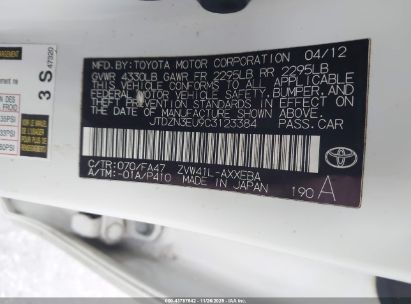 MFD. BY: TOYOTA MOTOR CORPORATION 04/12
GVWR 4330LB GAWR FR 2295LB RR 2295LB
THIS VEHICLE CONFORMS TO ALL APPLICABLE
FEDERAL MOTOR VEHICLE SAFETY, BUMPER, AND
THEFT PREVENTION STANDARDS IN EFFECT ON
THE DATE OF MANUFACTURE SHOWN ABOVE.
JTDZN3EU9C3123384 PASS.CAR
C/TR:070/FA47 ZVW41L-AXXEBA
A/TM:-01A/P410 MADE IN JAPAN
190 A
TOYOTA
3 S 47320